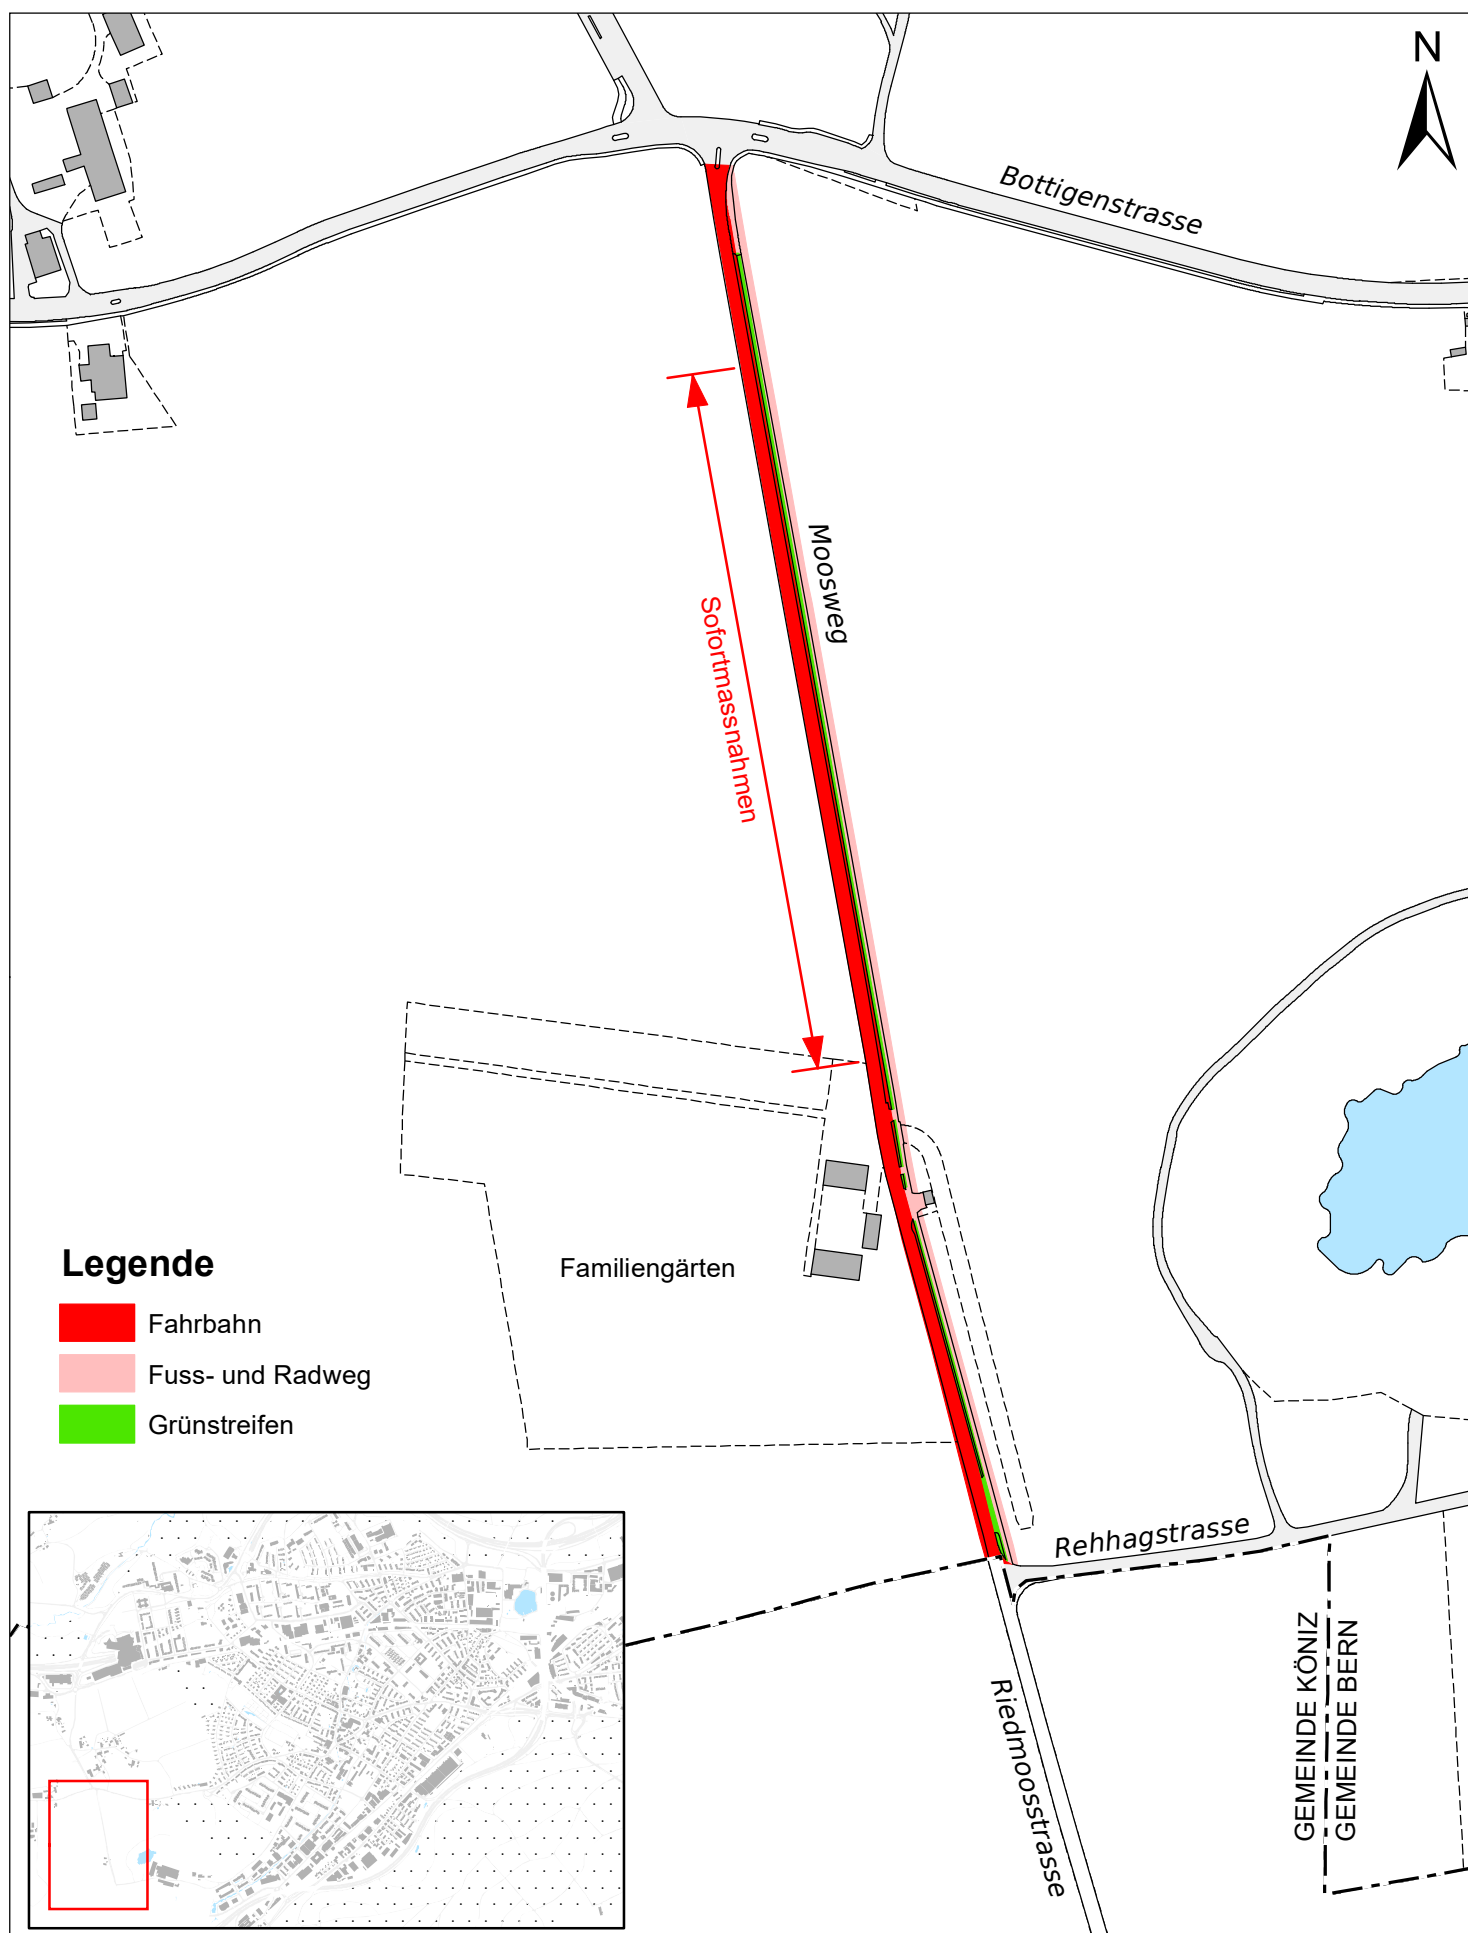 N
Bottigenstrasse
Moosweg
Sofortmassnahmen
Familiengärten
Legende
Fahrbahn
Fuss- und Radweg
Grünstreifen
Rehhagstrasse
Riedmoosstrasse
GEMEINDE KÖNIZ
GEMEINDE BERN